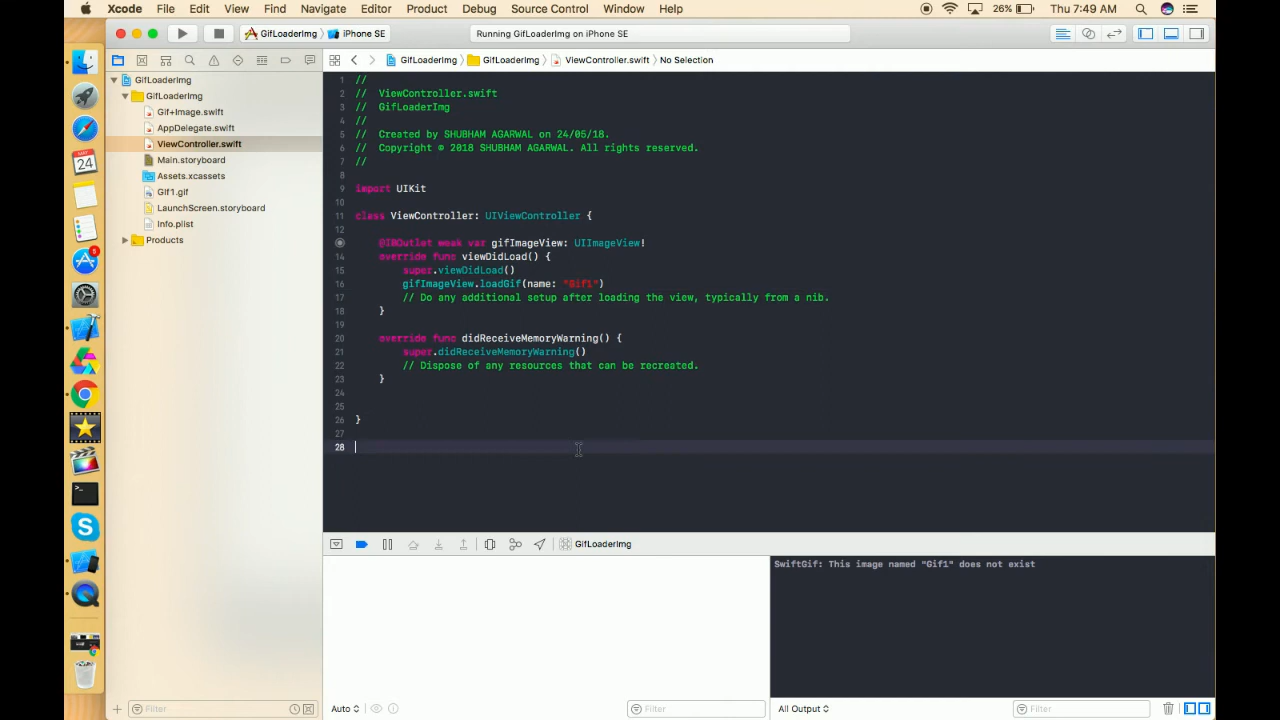 Xcode File Edit View Find Navigate Editor Product Debug Source Control Window Help 26% Thu 7:49 AM
GifLoaderImg iPhone SE Running GifLoaderImg on iPhone SE
GifLoaderImg GifLoaderImg ViewController.swift No Selection
GifLoaderImg
GifLoaderImg
Gif+Image.swift
AppDelegate.swift
ViewController.swift
Main.storyboard
Assets.xcassets
Gif1.gif
LaunchScreen.storyboard
Info.plist
Products
MAY
24
5
1 //
2 // ViewController.swift
3 // GifLoaderImg
4 //
5 // Created by SHUBHAM AGARWAL on 24/05/18.
6 // Copyright © 2018 SHUBHAM AGARWAL. All rights reserved.
7 //
8
9 import UIKit
10
11 class ViewController: UIViewController {
12
@IBOutlet weak var gifImageView: UIImageView!
14 override func viewDidLoad() {
15 super.viewDidLoad()
16 gifImageView.loadGif(name: "Gif1")
17 // Do any additional setup after loading the view, typically from a nib.
18 }
19
20 override func didReceiveMemoryWarning() {
21 super.didReceiveMemoryWarning()
22 // Dispose of any resources that can be recreated.
23 }
24
25
26 }
27
28
GifLoaderImg
SwiftGif: This image named "Gif1" does not exist
Filter
Auto
Filter
All Output
Filter